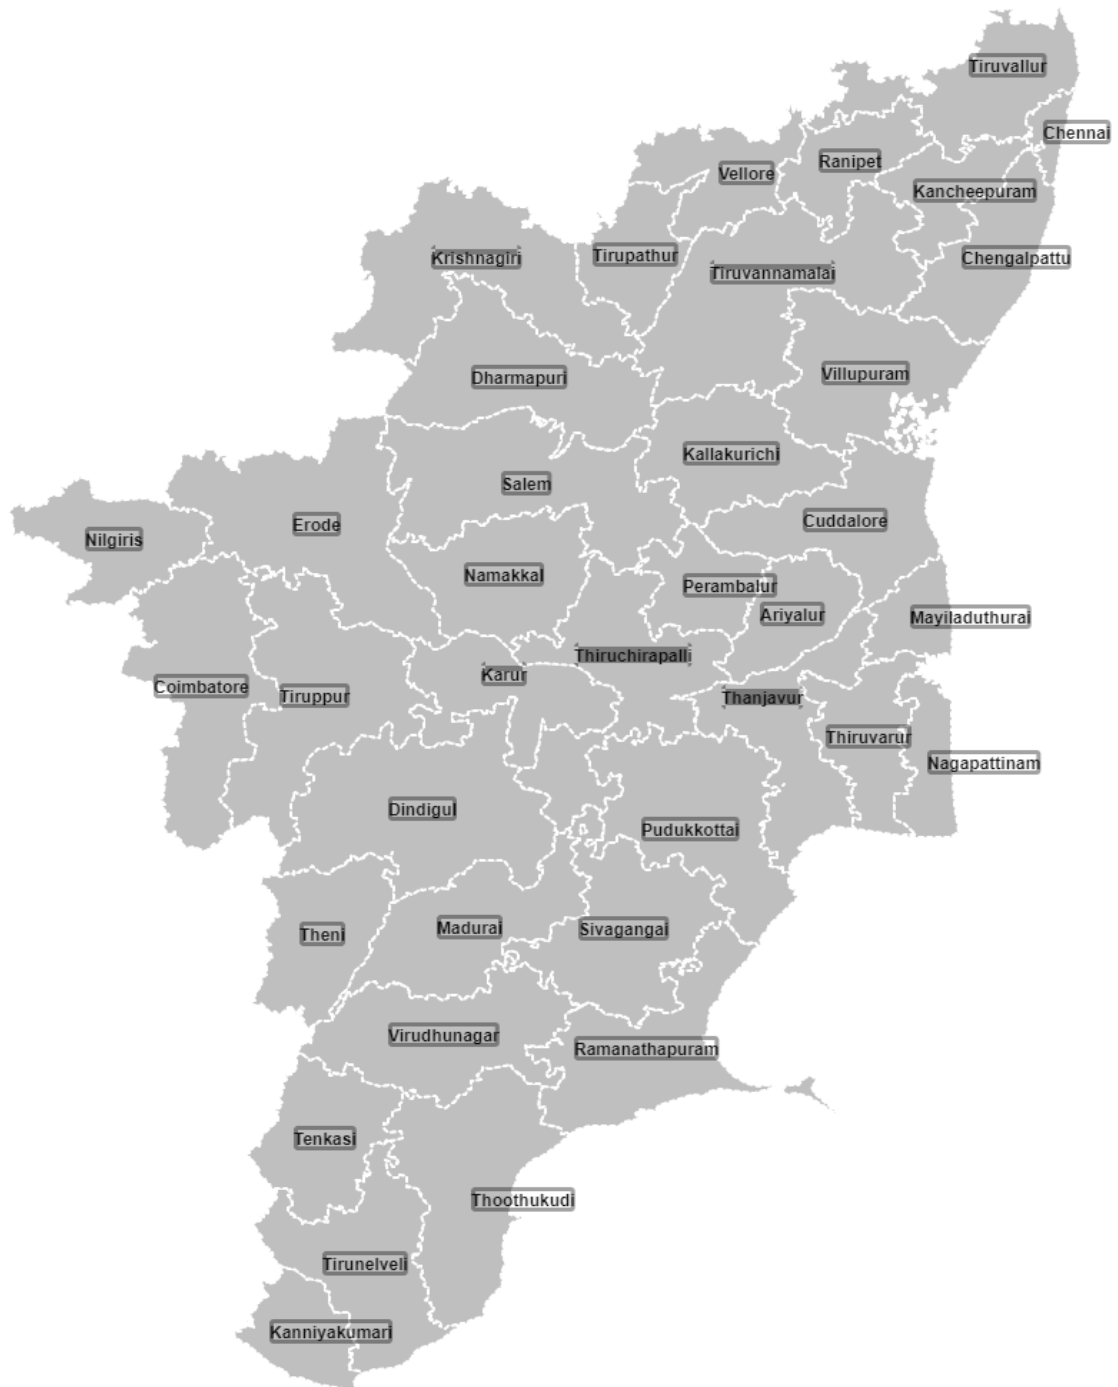 Tiruvallur
Chennai
Ranipet
Vellore
Kancheepuram
Tirupathur
Krishnagiri
Chengalpattu
Tiruvannamalai
Villupuram
Dharmapuri
Kallakurichi
Salem
Cuddalore
Erode
Nilgiris
Namakkal
Perambalur
Ariyalur
Mayiladuthurai
Thiruchirapalli
Karur
Coimbatore
Tiruppur
Thanjavur
Thiruvarur
Nagapattinam
Dindigul
Pudukkottai
Madurai
Sivagangai
Theni
Virudhunagar
Ramanathapuram
Tenkasi
Thoothukudi
Tirunelveli
Kanniyakumari